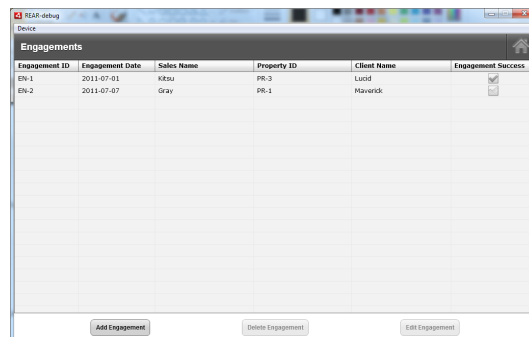 REAR-debug
Device
Engagements
Engagement ID Engagement Date Sales Name Property ID Client Name Engagement Success
EN-1 2011-07-01 Kitsu PR-3 Lucid
EN-2 2011-07-07 Gray PR-1 Maverick
Add Engagement Delete Engagement Edit Engagement